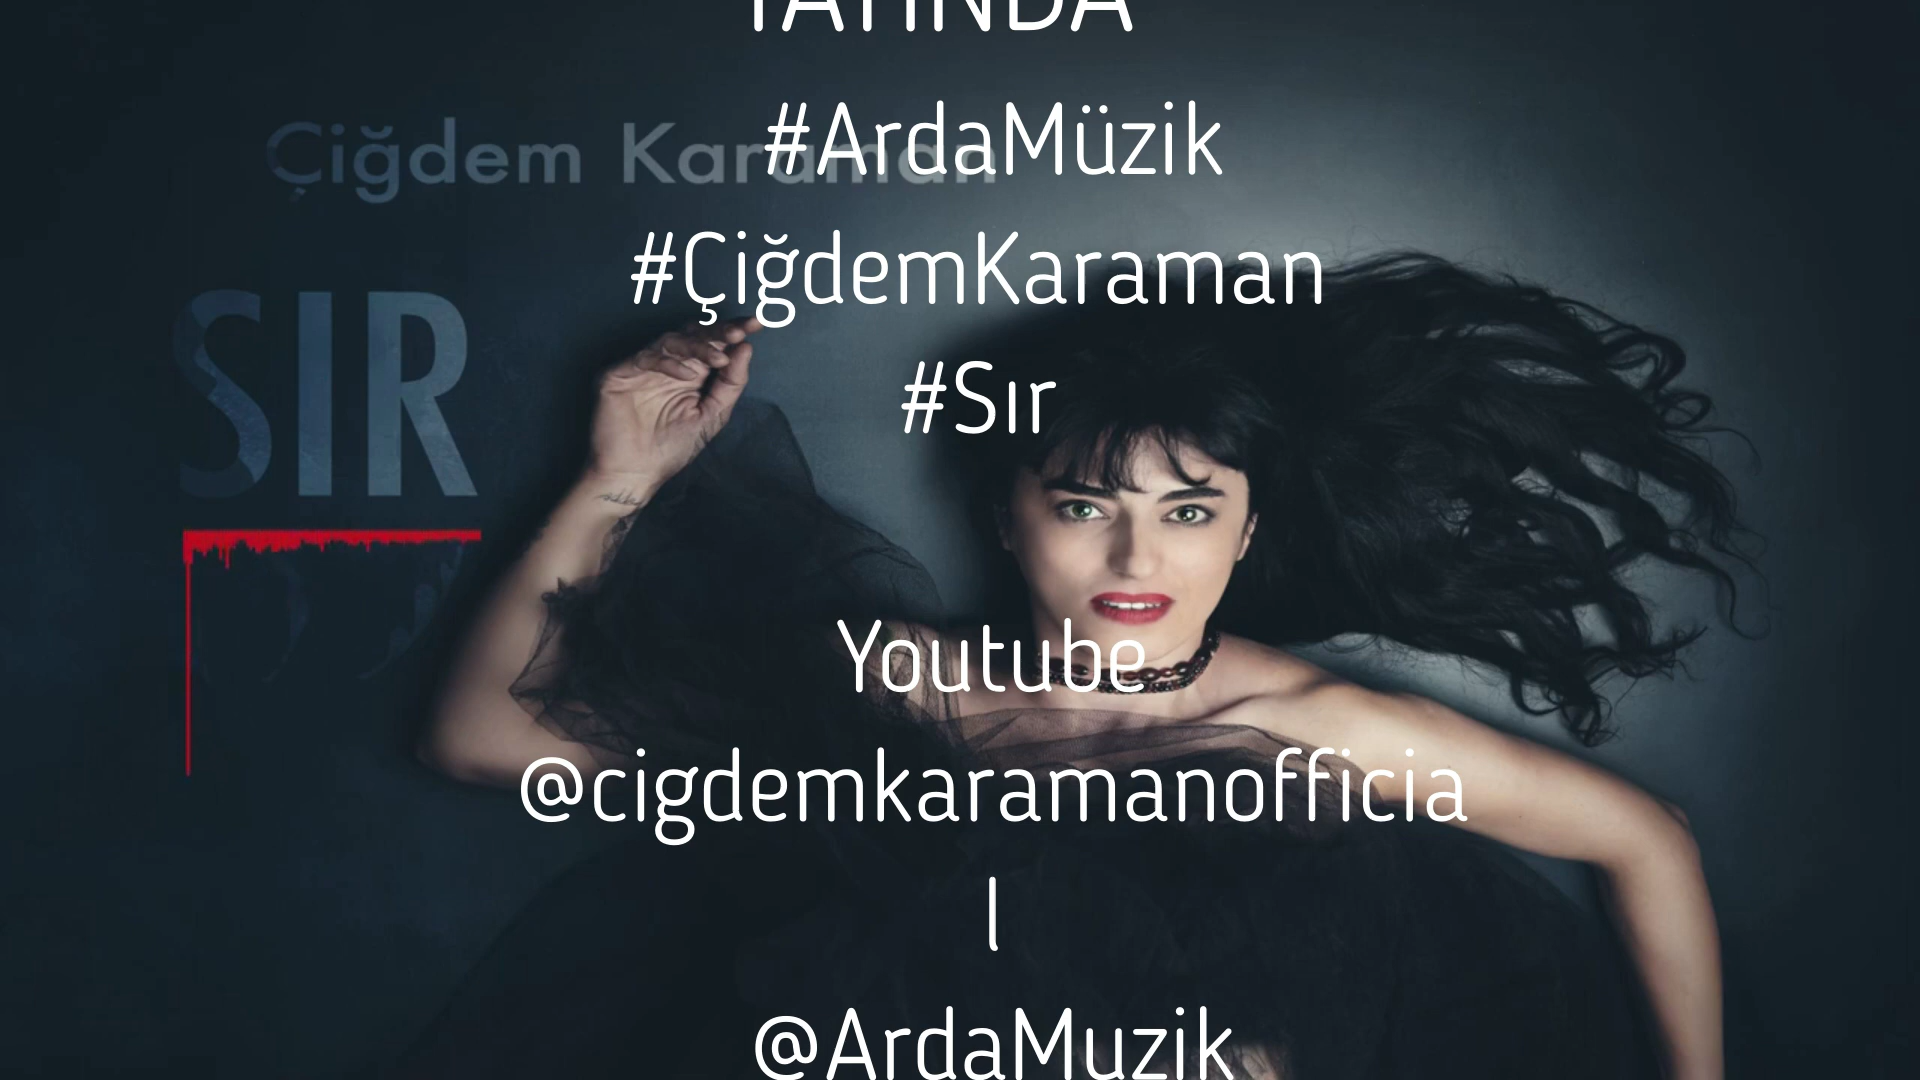 YAYINDA
#ArdaMüzik
Çiğdem Karaman
#ÇiğdemKaraman
SIR
#Sır
Youtube
@cigdemkaramanofficia
l
@ArdaMuzik